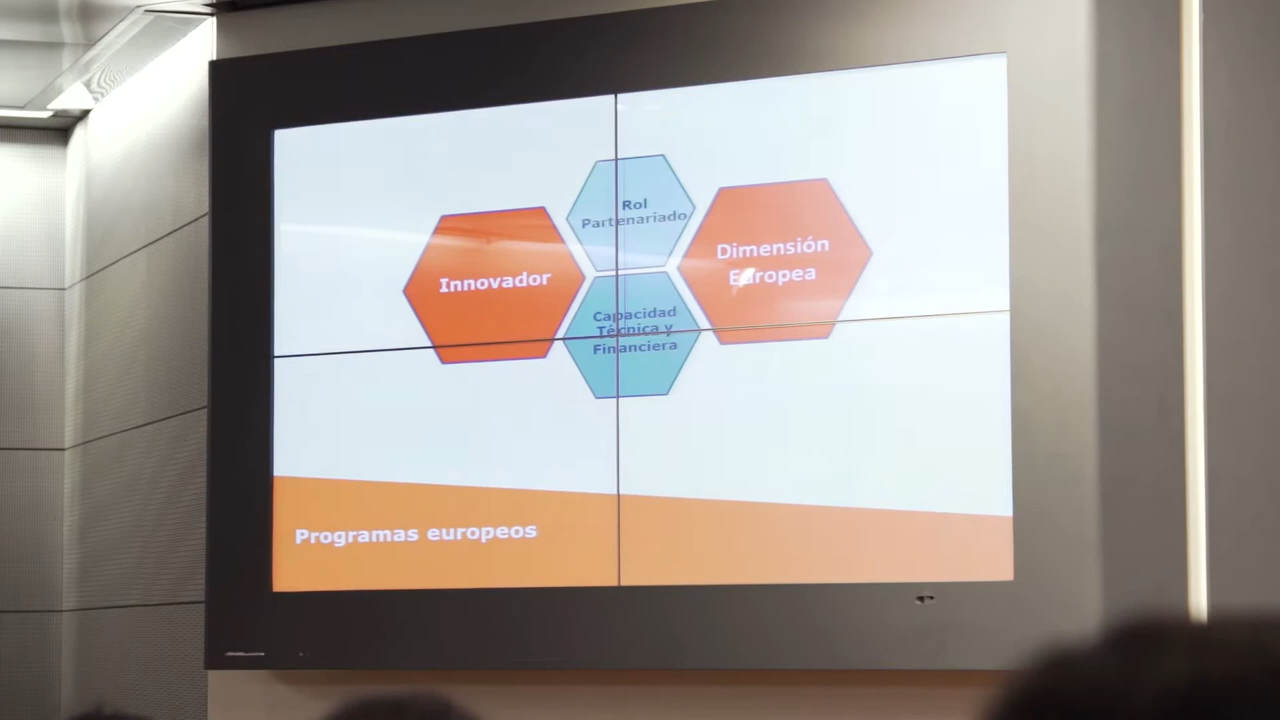 Rol
Partenariado
Innovador
Dimensión
Europea
Capacidad
Técnica y
Financiera
Programas europeos